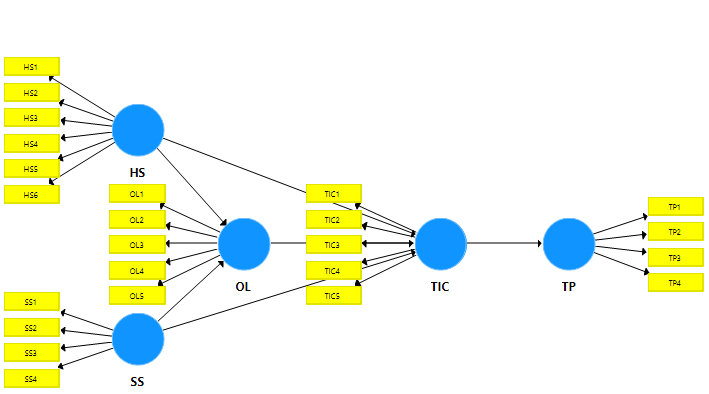 HS1
HS2
HS3
HS4
HS5
HS6
HS
OL1
OL2
OL3
OL4
OL5
OL
TIC1
TIC2
TIC3
TIC4
TIC5
TIC
TP
TP1
TP2
TP3
TP4
SS1
SS2
SS3
SS4
SS